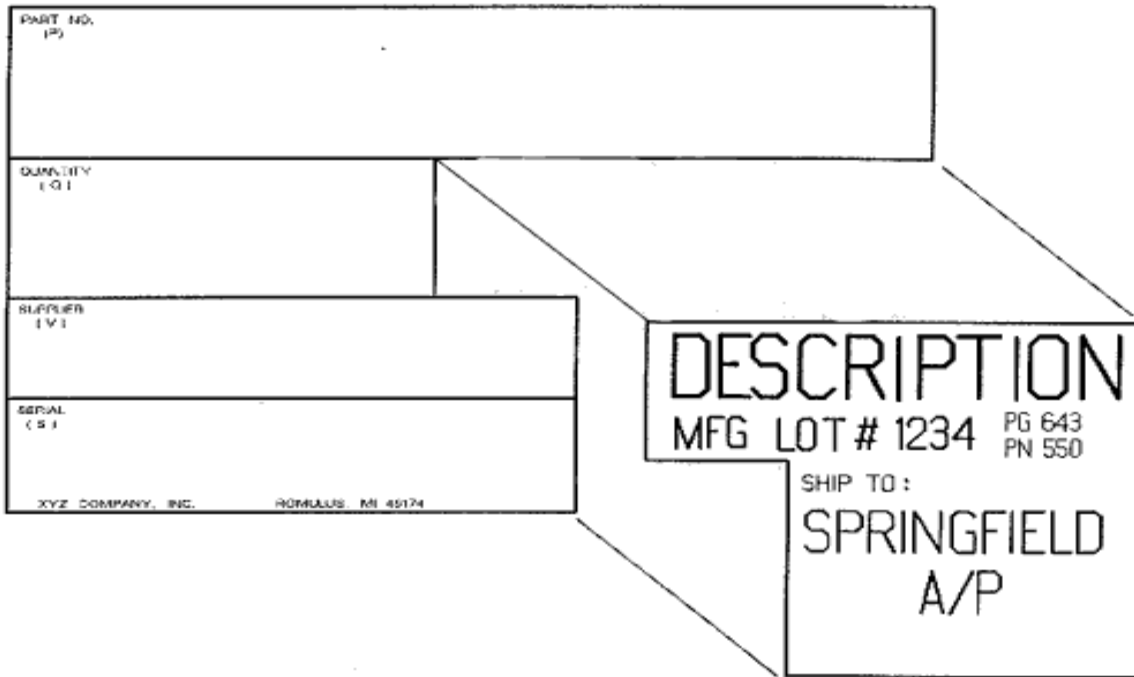 PART NO.
(P)
QUANTITY
(Q)
SUPPLIER
(V)
SERIAL
(S)
XYZ COMPANY, INC. ROMULUS, MI 48174
DESCRIPTION
MFG LOT # 1234 PG 643
PN 550
SHIP TO:
SPRINGFIELD
A/P